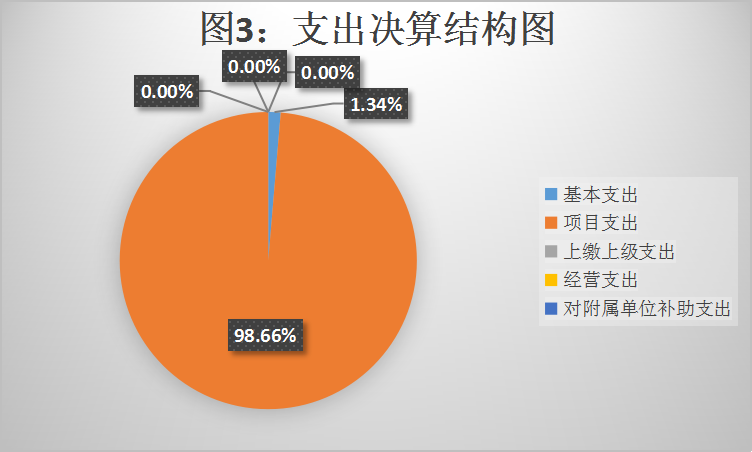 图3：支出决算结构图
0.00%
0.00%
0.00%
1.34%
98.66%
基本支出
项目支出
上缴上级支出
经营支出
对附属单位补助支出